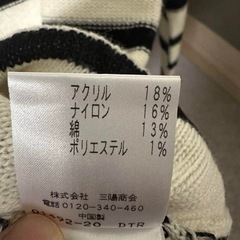 アクリル 18%
ナイロン 16%
綿 13%
ポリエステル 1%
株式会社 三陽商会
電話0120-340-460
中国製